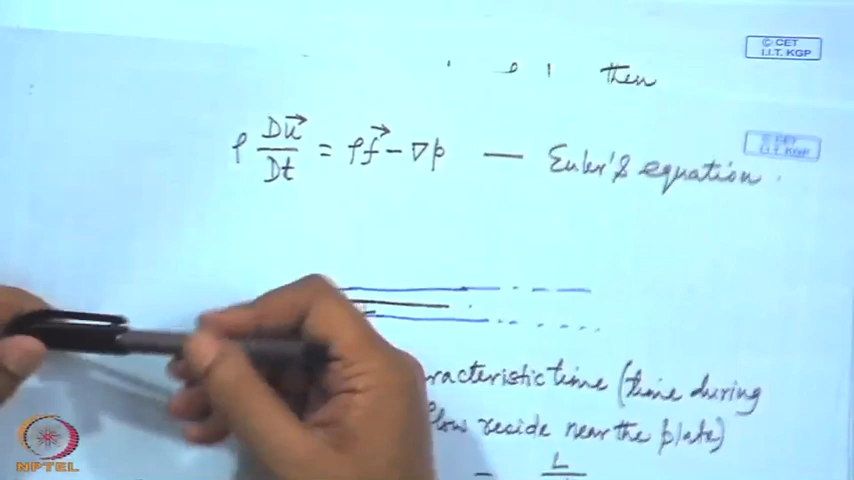 © CET
I.I.T. KGP
then
© CET
I.I.T. KGP
ρ Du⃗/Dt = ρf⃗ - ∇p — Euler's equation.
racteristic time (time during
flow recide near the plate)
L
NPTEL